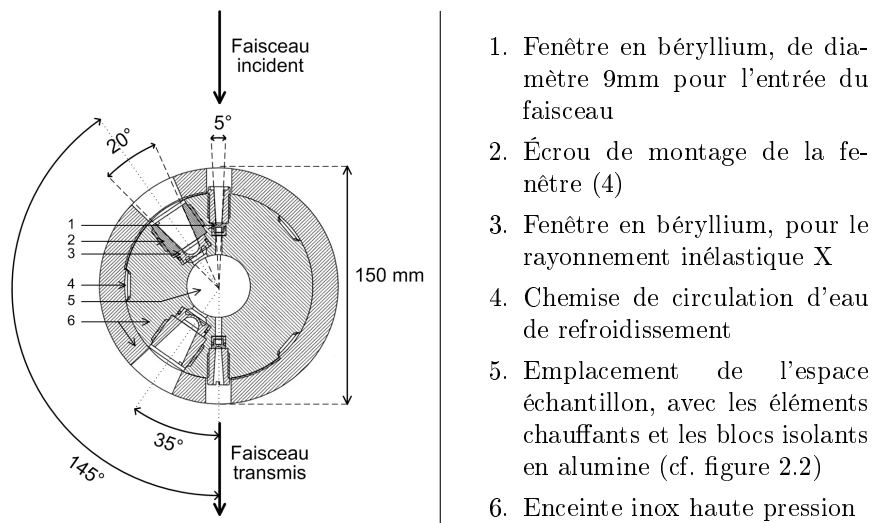 Faisceau
incident
5°
20°
1
2
3
4
5
6
150 mm
35°
145°
Faisceau
transmis
1. Fenêtre en béryllium, de dia-
mètre 9mm pour l'entrée du
faisceau
2. Écrou de montage de la fe-
nêtre (4)
3. Fenêtre en béryllium, pour le
rayonnement inélastique X
4. Chemise de circulation d'eau
de refroidissement
5. Emplacement de l'espace
échantillon, avec les éléments
chauffants et les blocs isolants
en alumine (cf. figure 2.2)
6. Enceinte inox haute pression